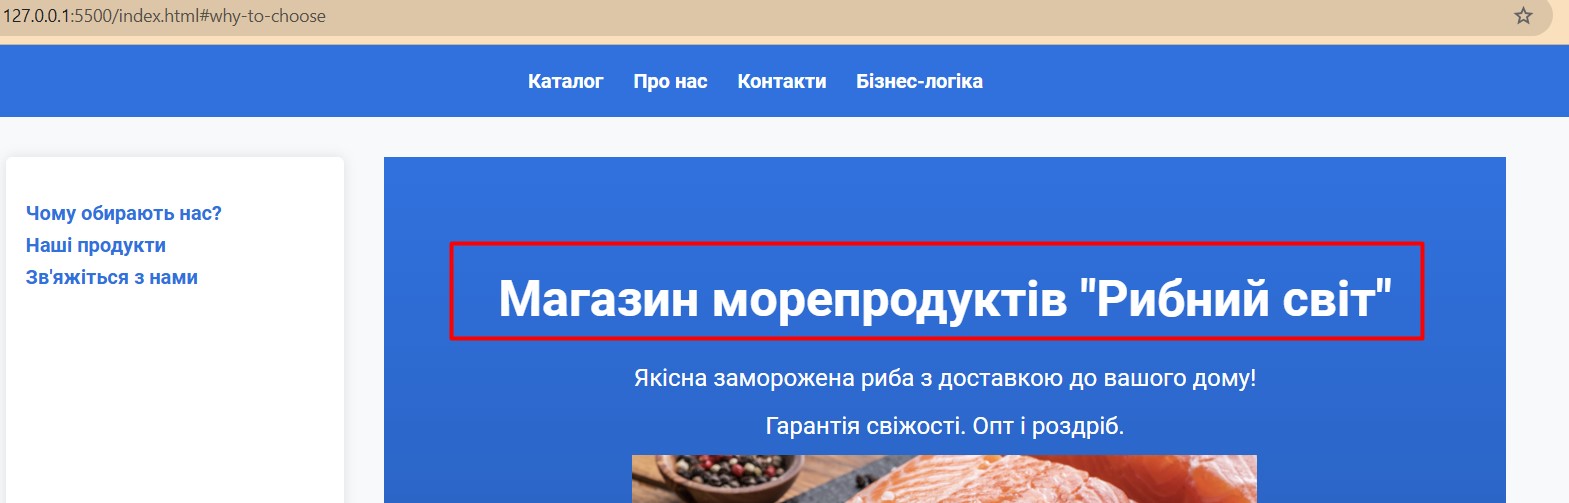 127.0.0.1:5500/index.html#why-to-choose
Каталог Про нас Контакти Бізнес-логіка
Чому обирають нас?
Наші продукти
Зв'яжіться з нами
Магазин морепродуктів "Рибний світ"
Якісна заморожена риба з доставкою до вашого дому!
Гарантія свіжості. Опт і роздріб.